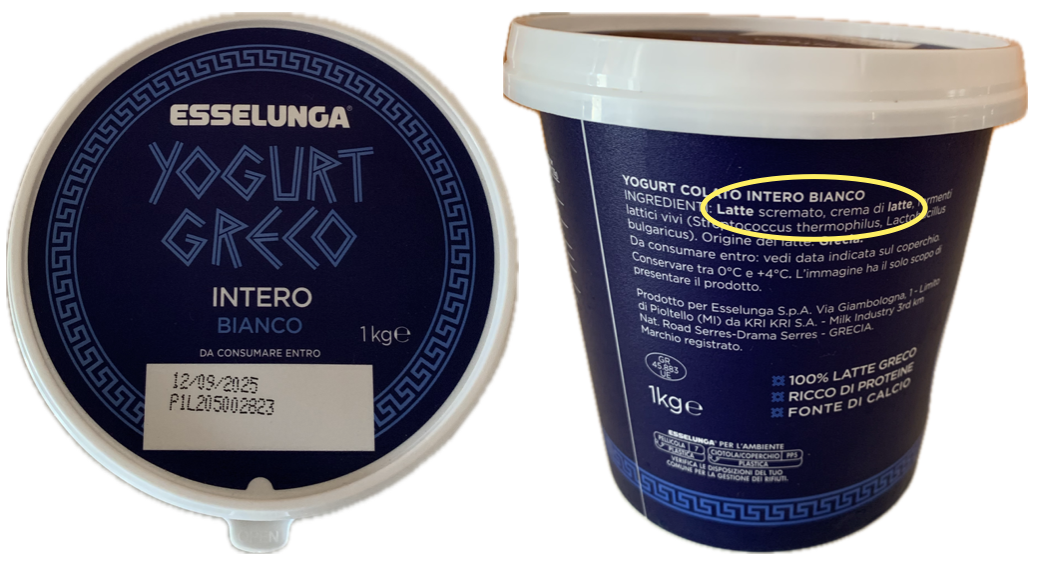 ESSELUNGA®
YOGURT
GRECO
INTERO
BIANCO
1 kg℮
DA CONSUMARE ENTRO
12/09/2025
P1L205002823
YOGURT COLATO INTERO BIANCO
INGREDIENTI: Latte scremato, crema di latte, fermenti
lattici vivi (Streptococcus thermophilus, Lactobacillus
bulgaricus). Origine del latte: Grecia.
Da consumare entro: vedi data indicata sul coperchio.
Conservare tra 0°C e +4°C. L'immagine ha il solo scopo di
presentare il prodotto.
Prodotto per Esselunga S.p.A. Via Giambologna, 1 - Limito
di Pioltello (MI) da KRI KRI S.A. - Milk Industry 3rd km
Nat. Road Serres-Drama Serres - GRECIA.
Marchio registrato.
GR
45.883
UE
1kg℮
100% LATTE GRECO
RICCO DI PROTEINE
FONTE DI CALCIO
ESSELUNGA® PER L'AMBIENTE
PELLICOLA 7
PLASTICA
CIOTOLA/COPERCHIO PP5
PLASTICA
VERIFICA LE DISPOSIZIONI DEL TUO
COMUNE PER LA GESTIONE DEI RIFIUTI.